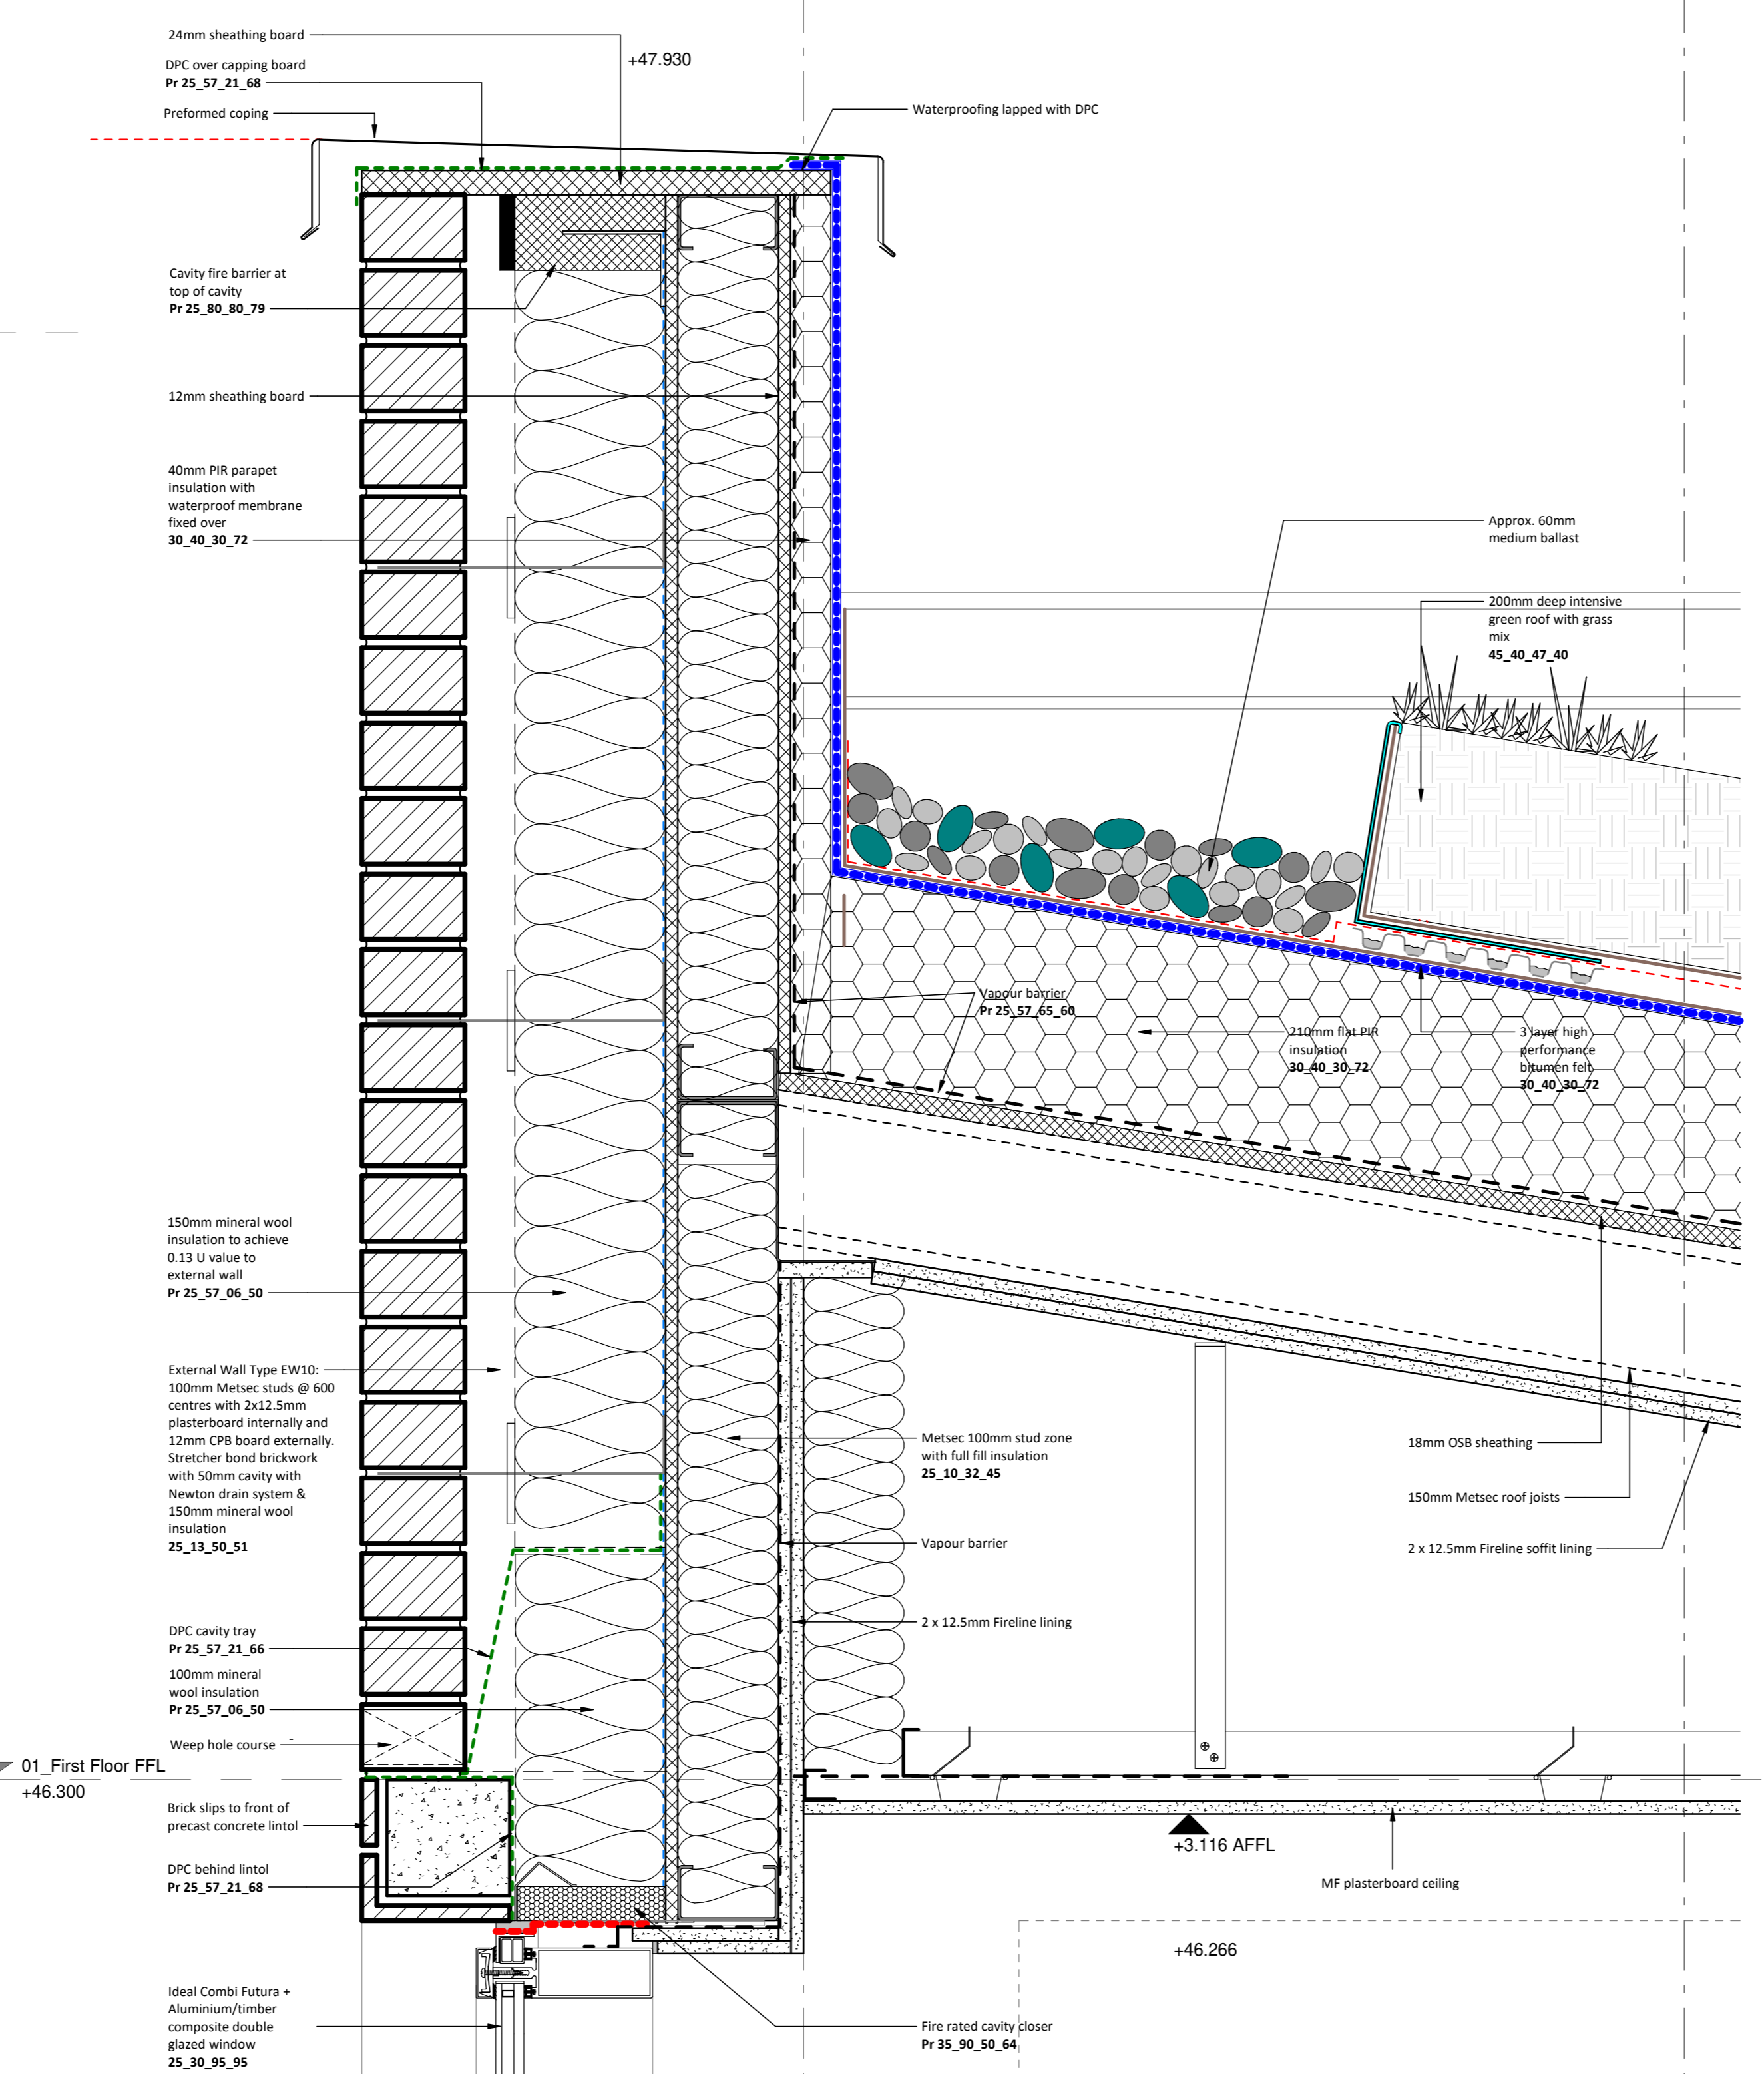 24mm sheathing board
+47.930
DPC over capping board
Pr 25_57_21_68
Preformed coping
Waterproofing lapped with DPC
Cavity fire barrier at
top of cavity
Pr 25_80_80_79
12mm sheathing board
40mm PIR parapet
insulation with
waterproof membrane
fixed over
30_40_30_72
Approx. 60mm
medium ballast
200mm deep intensive
green roof with grass
mix
45_40_47_40
Vapour barrier
Pr 25_57_65_60
210mm flat PIR
insulation
30_40_30_72
3 layer high
performance
bitumen felt
30_40_30_72
150mm mineral wool
insulation to achieve
0.13 U value to
external wall
Pr 25_57_06_50
External Wall Type EW10:
100mm Metsec studs @ 600
centres with 2x12.5mm
plasterboard internally and
12mm CPB board externally.
Stretcher bond brickwork
with 50mm cavity with
Newton drain system &
150mm mineral wool
insulation
25_13_50_51
Metsec 100mm stud zone
with full fill insulation
25_10_32_45
18mm OSB sheathing
150mm Metsec roof joists
Vapour barrier
2 x 12.5mm Fireline soffit lining
2 x 12.5mm Fireline lining
DPC cavity tray
Pr 25_57_21_66
100mm mineral
wool insulation
Pr 25_57_06_50
Weep hole course
01_First Floor FFL
+46.300
Brick slips to front of
precast concrete lintol
+3.116 AFFL
DPC behind lintol
Pr 25_57_21_68
MF plasterboard ceiling
+46.266
Ideal Combi Futura +
Aluminium/timber
composite double
glazed window
25_30_95_95
Fire rated cavity closer
Pr 35_90_50_64